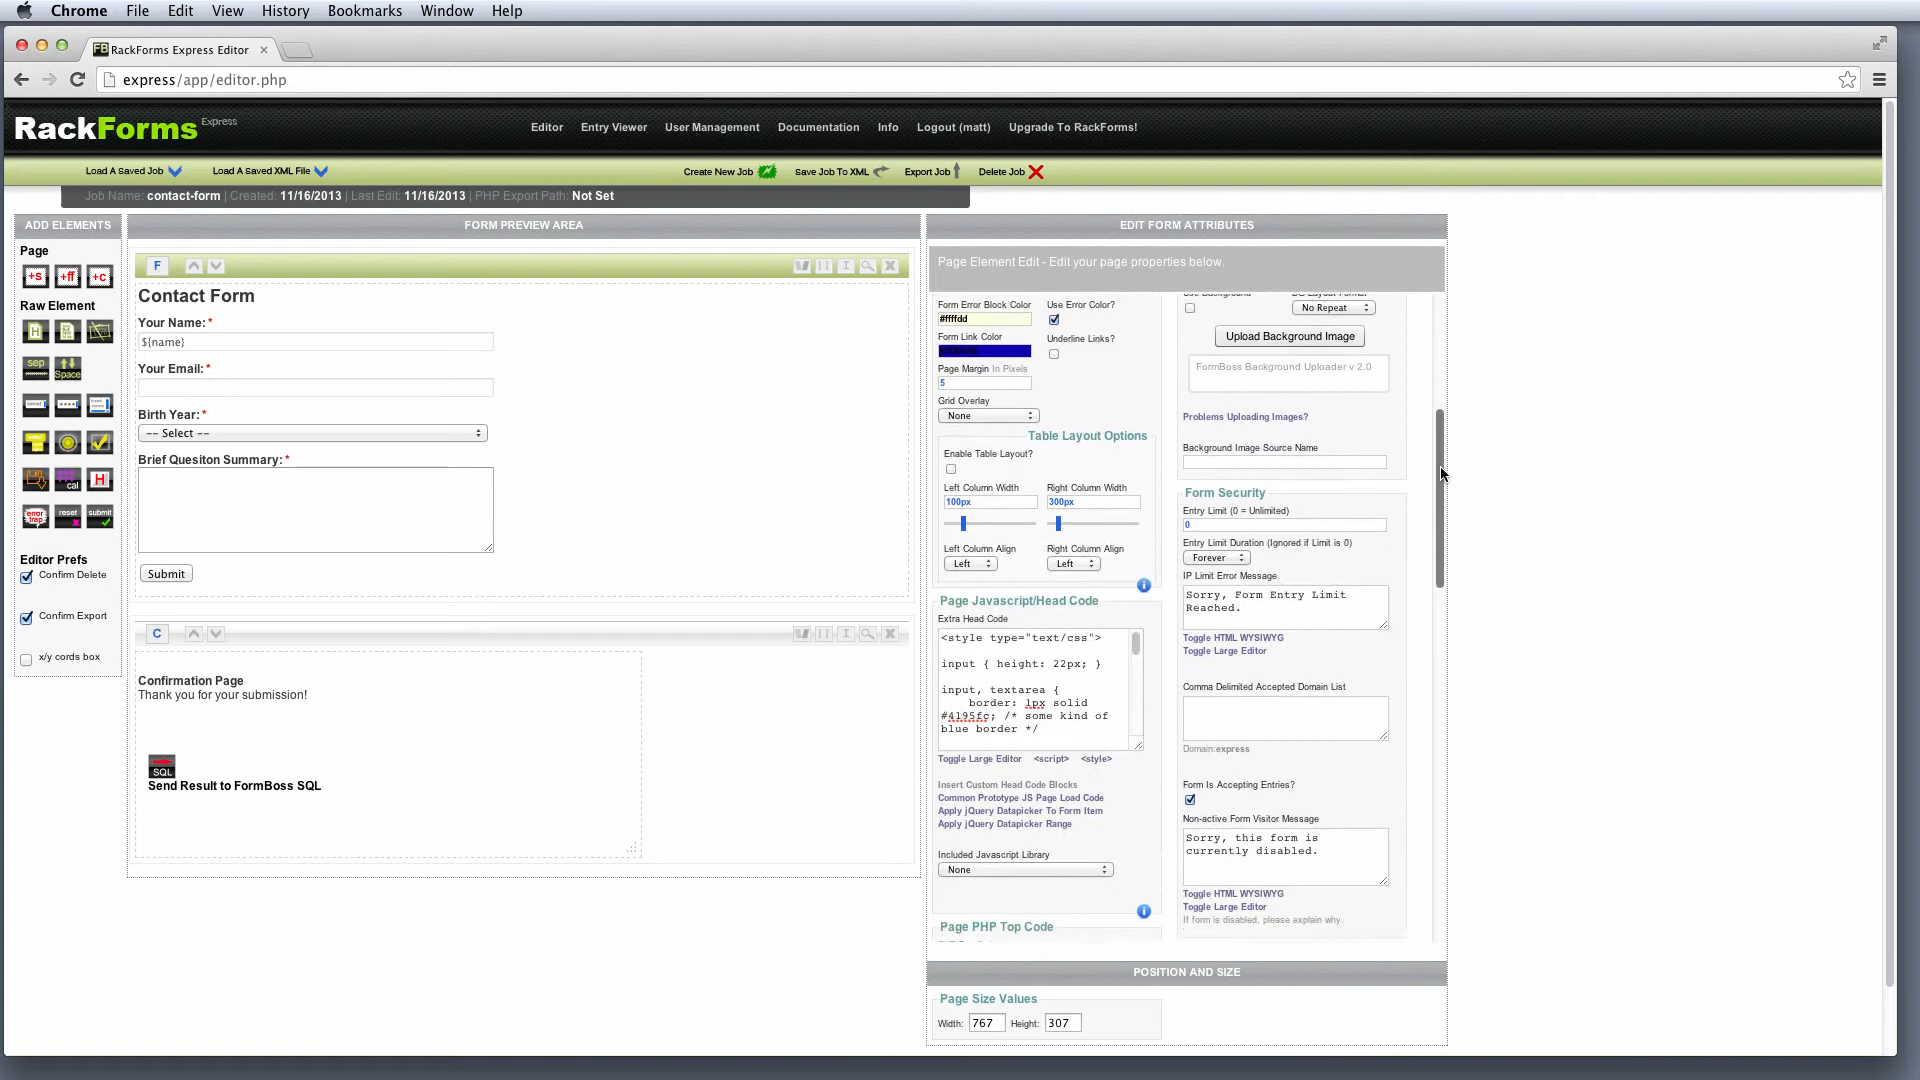 Chrome File Edit View History Bookmarks Window Help
FB RackForms Express Editor
express/app/editor.php
RackForms Express
Editor Entry Viewer User Management Documentation Info Logout (matt) Upgrade To RackForms!
Load A Saved Job Load A Saved XML File Create New Job Save Job To XML Export Job Delete Job
Job Name: contact-form | Created: 11/16/2013 | Last Edit: 11/16/2013 | PHP Export Path: Not Set
ADD ELEMENTS
Page
+s +ff +c
Raw Element
H
sep
Space
cal
H
error trap
reset
submit
Editor Prefs
Confirm Delete
Confirm Export
x/y cords box
FORM PREVIEW AREA
F
Contact Form
Your Name: *
${name}
Your Email: *
Birth Year: *
-- Select --
Brief Quesiton Summary: *
Submit
C
Confirmation Page
Thank you for your submission!
SQL
Send Result to FormBoss SQL
EDIT FORM ATTRIBUTES
Page Element Edit - Edit your page properties below.
Form Error Block Color Use Error Color?
#ffffdd
Form Link Color Underline Links?
Page Margin In Pixels
5
Grid Overlay
None
Table Layout Options
Enable Table Layout?
Left Column Width Right Column Width
100px 300px
Left Column Align Right Column Align
Left Left
Page Javascript/Head Code
Extra Head Code
<style type="text/css">
input { height: 22px; }
input, textarea {
border: 1px solid
#4195fc; /* some kind of
blue border */
Toggle Large Editor <script> <style>
Insert Custom Head Code Blocks
Common Prototype JS Page Load Code
Apply jQuery Datapicker To Form Item
Apply jQuery Datapicker Range
Included Javascript Library
None
Page PHP Top Code
Use Background
No Repeat
Upload Background Image
FormBoss Background Uploader v 2.0
Problems Uploading Images?
Background Image Source Name
Form Security
Entry Limit (0 = Unlimited)
0
Entry Limit Duration (Ignored if Limit is 0)
Forever
IP Limit Error Message
Sorry, Form Entry Limit
Reached.
Toggle HTML WYSIWYG
Toggle Large Editor
Comma Delimited Accepted Domain List
Domain:express
Form Is Accepting Entries?
Non-active Form Visitor Message
Sorry, this form is
currently disabled.
Toggle HTML WYSIWYG
Toggle Large Editor
If form is disabled, please explain why.
POSITION AND SIZE
Page Size Values
Width: 767 Height: 307